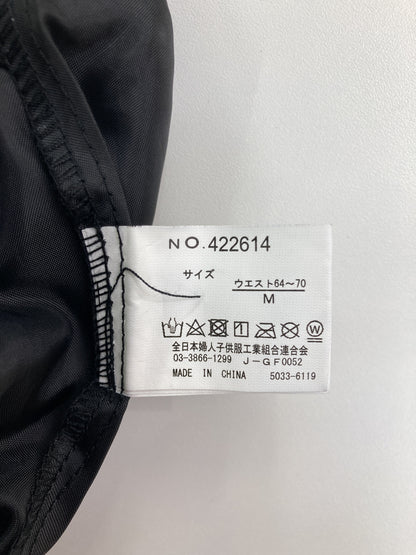 NO.422614
サイズ
ウエスト64～70
M
全日本婦人子供服工業組合連合会
03-3866-1299 J-GF0052
MADE IN CHINA 5033-6119